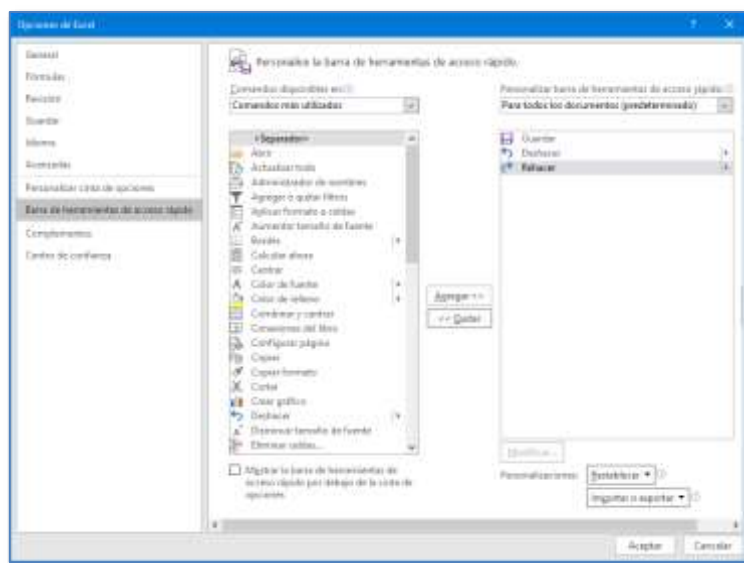 Opciones de Excel
General
Fórmulas
Revisión
Guardar
Idioma
Avanzadas
Personalizar cinta de opciones
Barra de herramientas de acceso rápido
Complementos
Centro de confianza
Personalice la barra de herramientas de acceso rápido.
Comandos disponibles en:
Comandos más utilizados
<Separador>
Abrir
Actualizar todo
Administrador de nombres
Agregar o quitar filtros
Aplicar formato a celdas
Aumentar tamaño de fuente
Bordes
Calcular ahora
Centrar
Color de fuente
Color de relleno
Combinar y centrar
Conexiones del libro
Configurar página
Copiar
Copiar formato
Cortar
Crear gráfico
Deshacer
Disminuir tamaño de fuente
Eliminar celdas...
Mostrar la barra de herramientas de
acceso rápido por debajo de la cinta de
opciones
Agregar >>
<< Quitar
Personalizar barra de herramientas de acceso rápido:
Para todos los documentos (predeterminado)
Guardar
Deshacer
Rehacer
Modificar...
Personalizaciones:
Restablecer
Importar o exportar
Aceptar
Cancelar